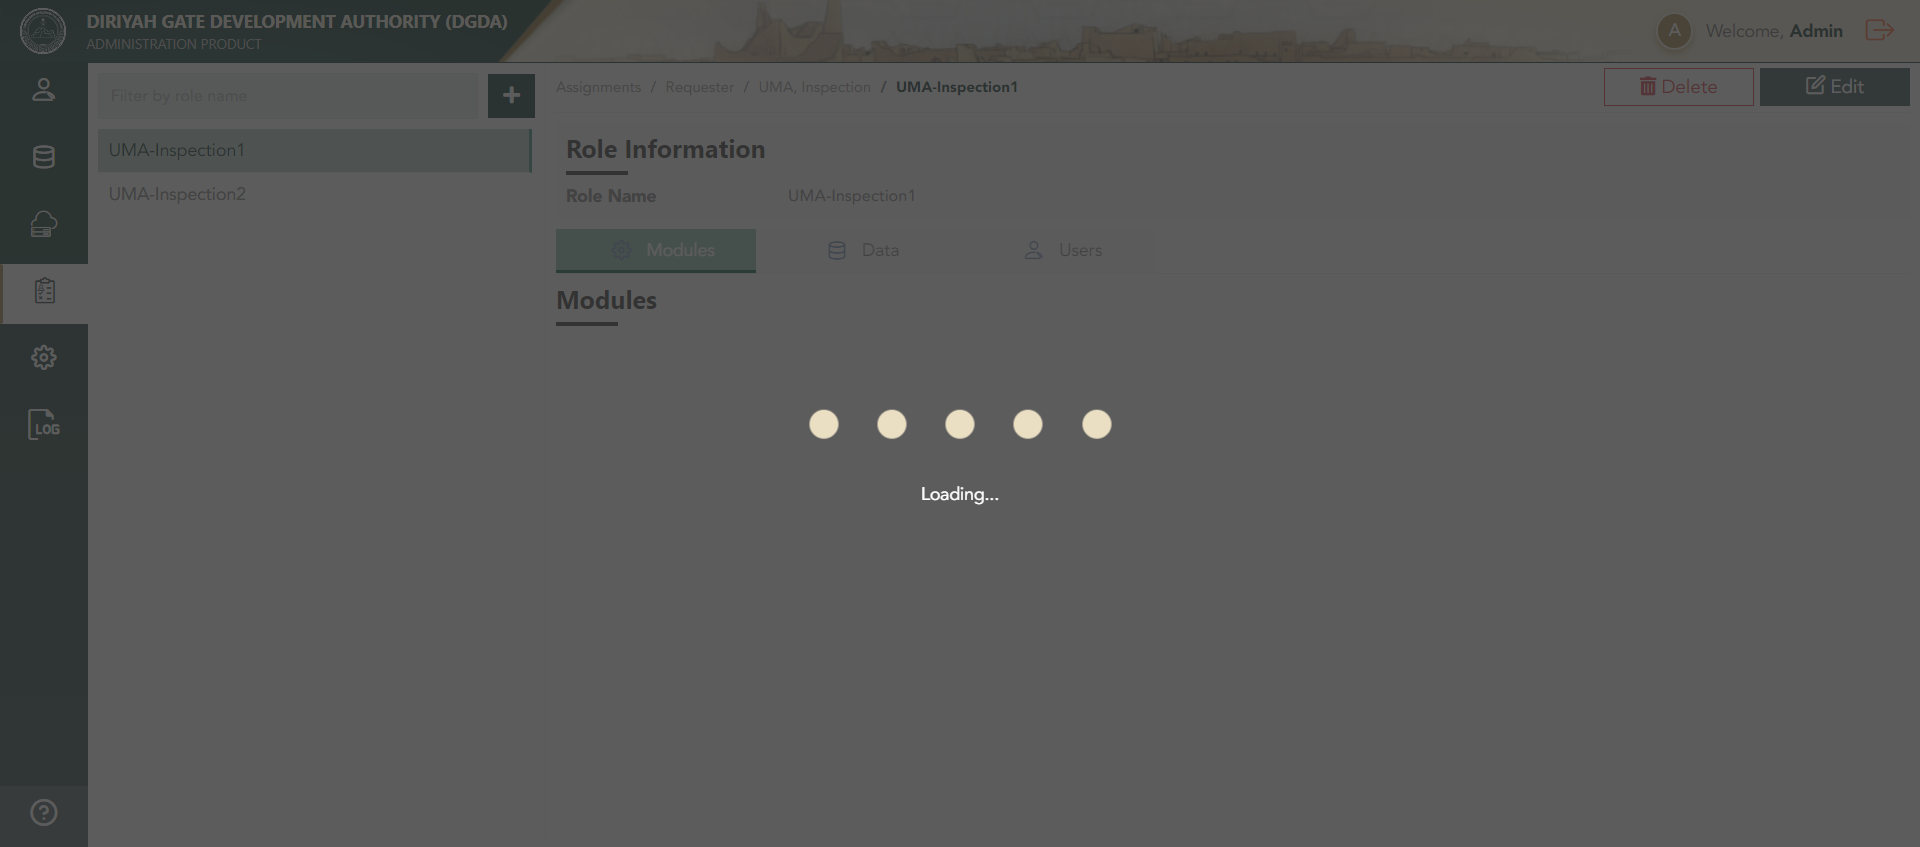 DIRIYAH GATE DEVELOPMENT AUTHORITY (DGDA)
ADMINISTRATION PRODUCT
A
Welcome, Admin
Filter by role name
UMA-Inspection1
UMA-Inspection2
Assignments / Requester / UMA, Inspection / UMA-Inspection1
Delete
Edit
Role Information
Role Name UMA-Inspection1
Modules Data Users
Modules
Loading...
LOG